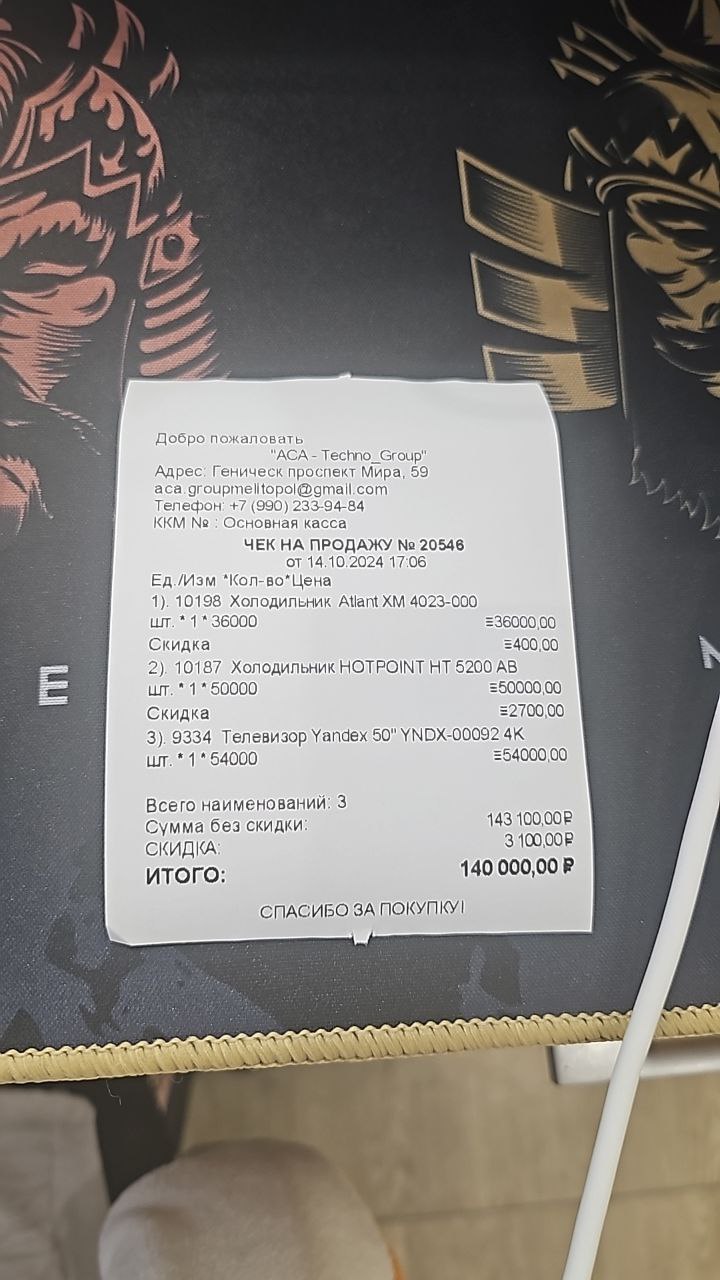 Добро пожаловать
"ACA - Techno_Group"
Адрес: Геническ проспект Мира, 59
aca.groupmelitopol@gmail.com
Телефон: +7 (990) 233-94-84
ККМ № : Основная касса
ЧЕК НА ПРОДАЖУ № 20546
от 14.10.2024 17:06
Ед./Изм *Кол-во*Цена
1). 10198 Холодильник Atlant XM 4023-000
шт. * 1 * 36000 ≡36000,00
Скидка ≡400,00
2). 10187 Холодильник HOTPOINT HT 5200 AB
шт. * 1 * 50000 ≡50000,00
Скидка ≡2700,00
3). 9334 Телевизор Yandex 50" YNDX-00092 4K
шт. * 1 * 54000 ≡54000,00
Всего наименований: 3
Сумма без скидки: 143 100,00₽
СКИДКА: 3 100,00₽
ИТОГО: 140 000,00 ₽
СПАСИБО ЗА ПОКУПКУ!
E